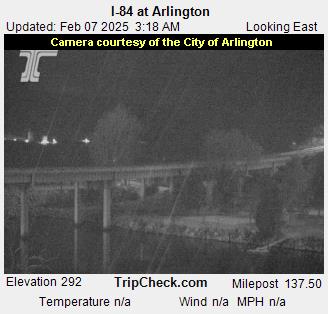 I-84 at Arlington
Updated: Feb 07 2025 3:18 AM Looking East
Camera courtesy of the City of Arlington
Elevation 292 TripCheck.com Milepost 137.50
Temperature n/a Wind n/a MPH n/a